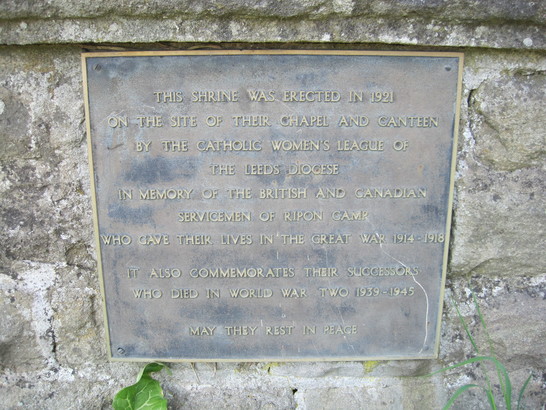 THIS SHRINE WAS ERECTED IN 1921
ON THE SITE OF THEIR CHAPEL AND CANTEEN
BY THE CATHOLIC WOMEN'S LEAGUE OF
THE LEEDS DIOCESE
IN MEMORY OF THE BRITISH AND CANADIAN
SERVICEMEN OF RIPON CAMP
WHO GAVE THEIR LIVES IN THE GREAT WAR 1914-1918
IT ALSO COMMEMORATES THEIR SUCCESSORS
WHO DIED IN WORLD WAR TWO 1939-1945
MAY THEY REST IN PEACE